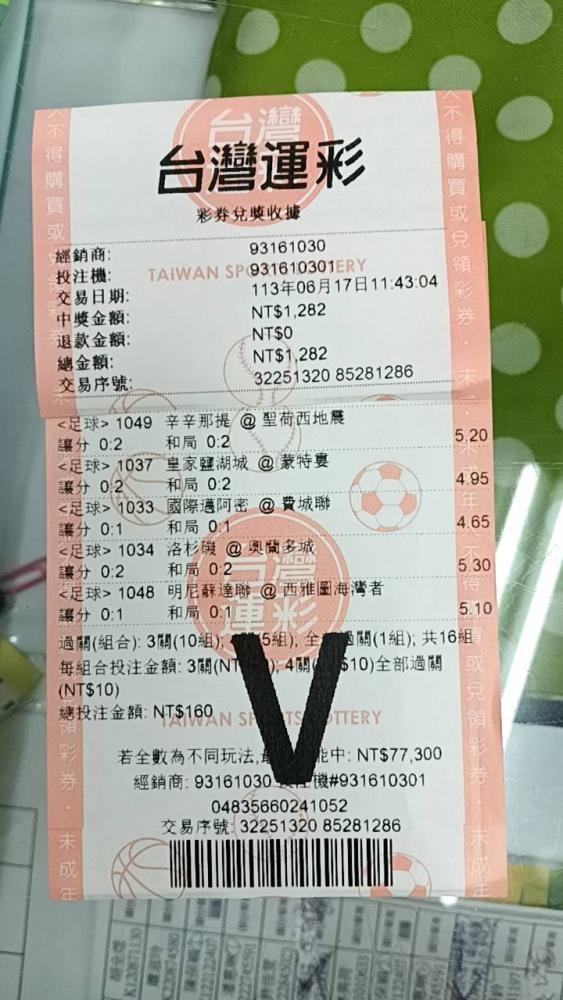 台灣運彩
彩券兌獎收據
經銷商: 93161030
投注機: 931610301
交易日期: 113年06月17日11:43:04
中獎金額: NT$1,282
退款金額: NT$0
總金額: NT$1,282
交易序號: 32251320 85281286
TAIWAN SPORTS LOTTERY
<足球> 1049 辛辛那提 @ 聖荷西地震
讓分 0:2 和局 0:2 5.20
<足球> 1037 皇家鹽湖城 @ 蒙特婁
讓分 0:2 和局 0:2 4.95
<足球> 1033 國際邁阿密 @ 費城聯
讓分 0:1 和局 0:1 4.65
<足球> 1034 洛杉磯 @ 奧蘭多城
讓分 0:2 和局 0:2 5.30
<足球> 1048 明尼蘇達聯 @ 西雅圖海灣者
讓分 0:1 和局 0:1 5.10
過關(組合): 3關(10組), 5組), 全 過關(1組); 共16組
每組合投注金額: 3關(NT ); 4關( $10)全部過關
(NT$10)
總投注金額: NT$160
TAIWAN SPORTS LOTTERY
若全數為不同玩法, 能中: NT$77,300
經銷商: 93161030 機#931610301
04835660241052
交易序號: 32251320 85281286
不得購買或兌領彩券・未成年